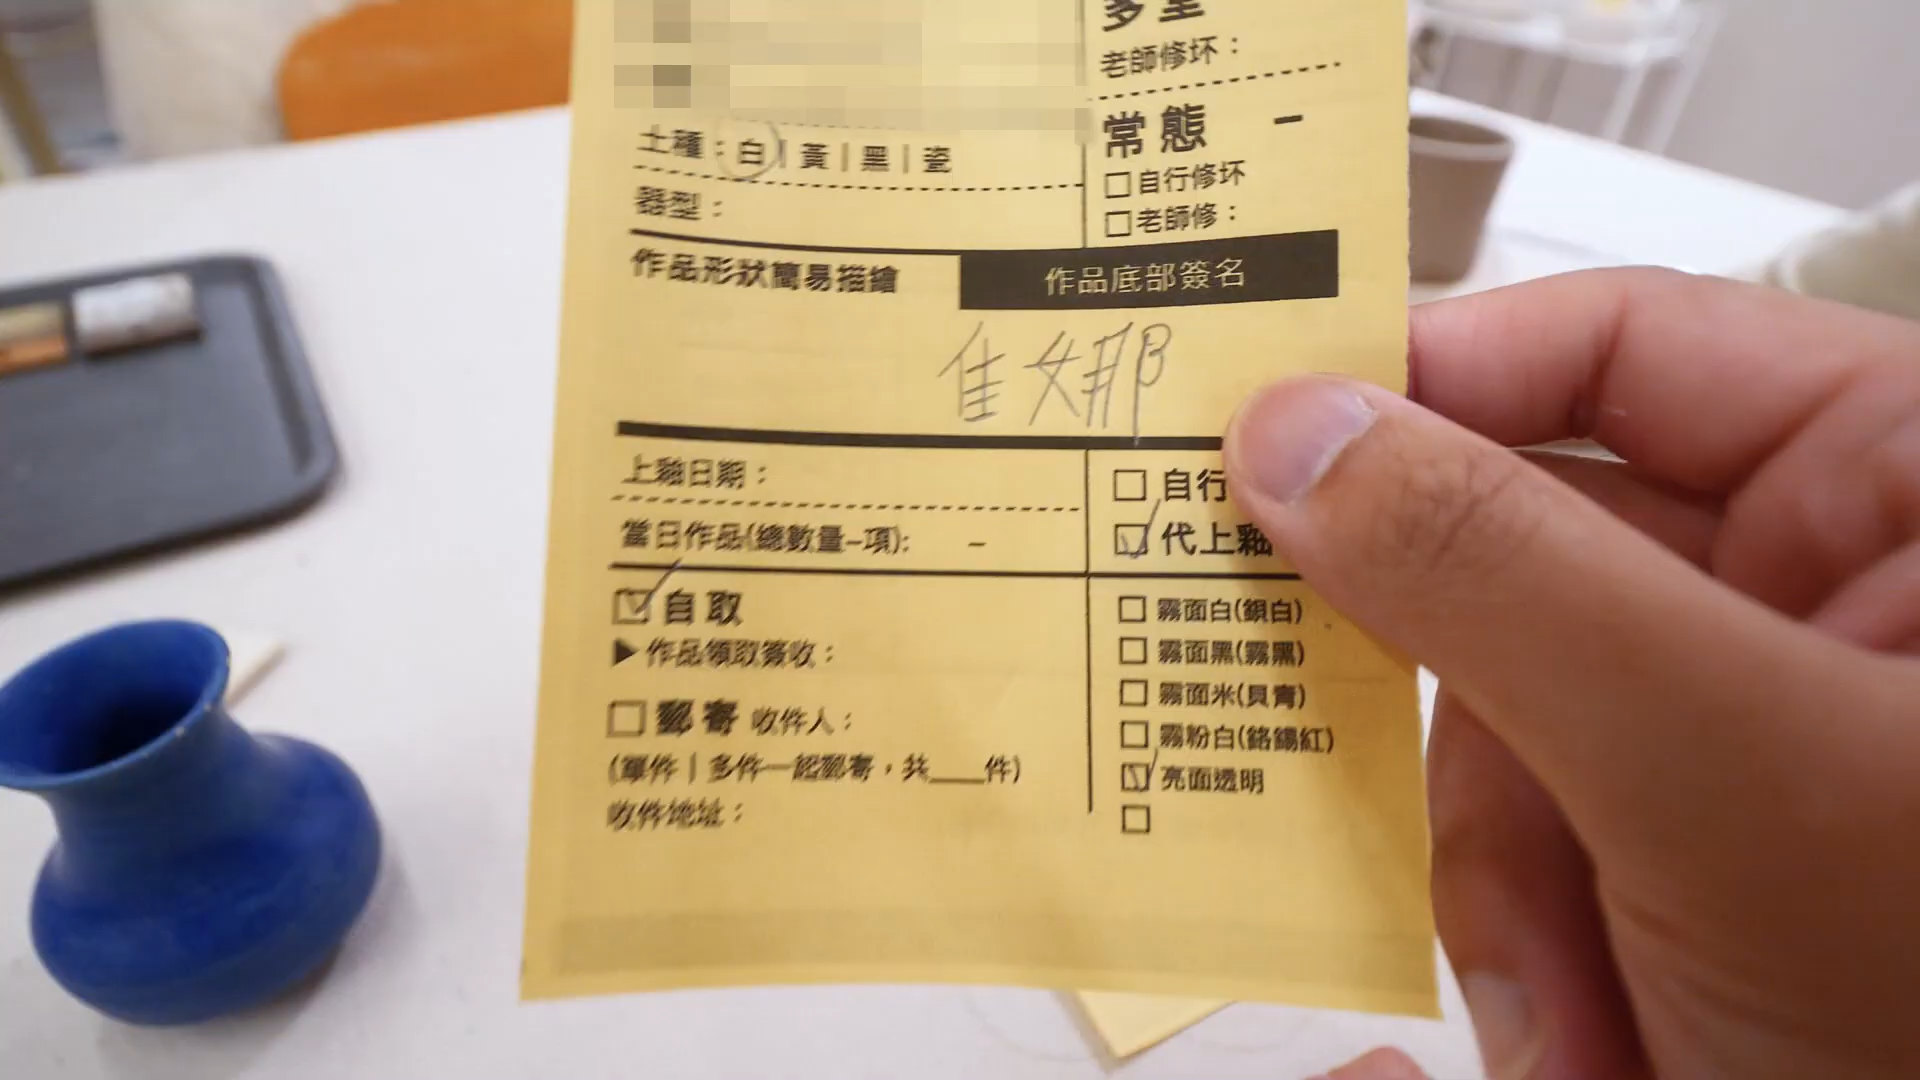 多至
老師修坏：
常態 －
□自行修坏
□老師修：
土種：白｜黃｜黑｜瓷
器型：
作品形狀簡易描繪
作品底部簽名
佳娜
上釉日期：
當日作品(總數量-項): －
□自行
☑代上釉
☑自取
▶作品領取簽收：
□郵寄 收件人：
(單件｜多件一起郵寄，共___件)
收件地址：
□霧面白(鋇白)
□霧面黑(霧黑)
□霧面米(貝青)
□霧粉白(鉻錫紅)
☑亮面透明
□